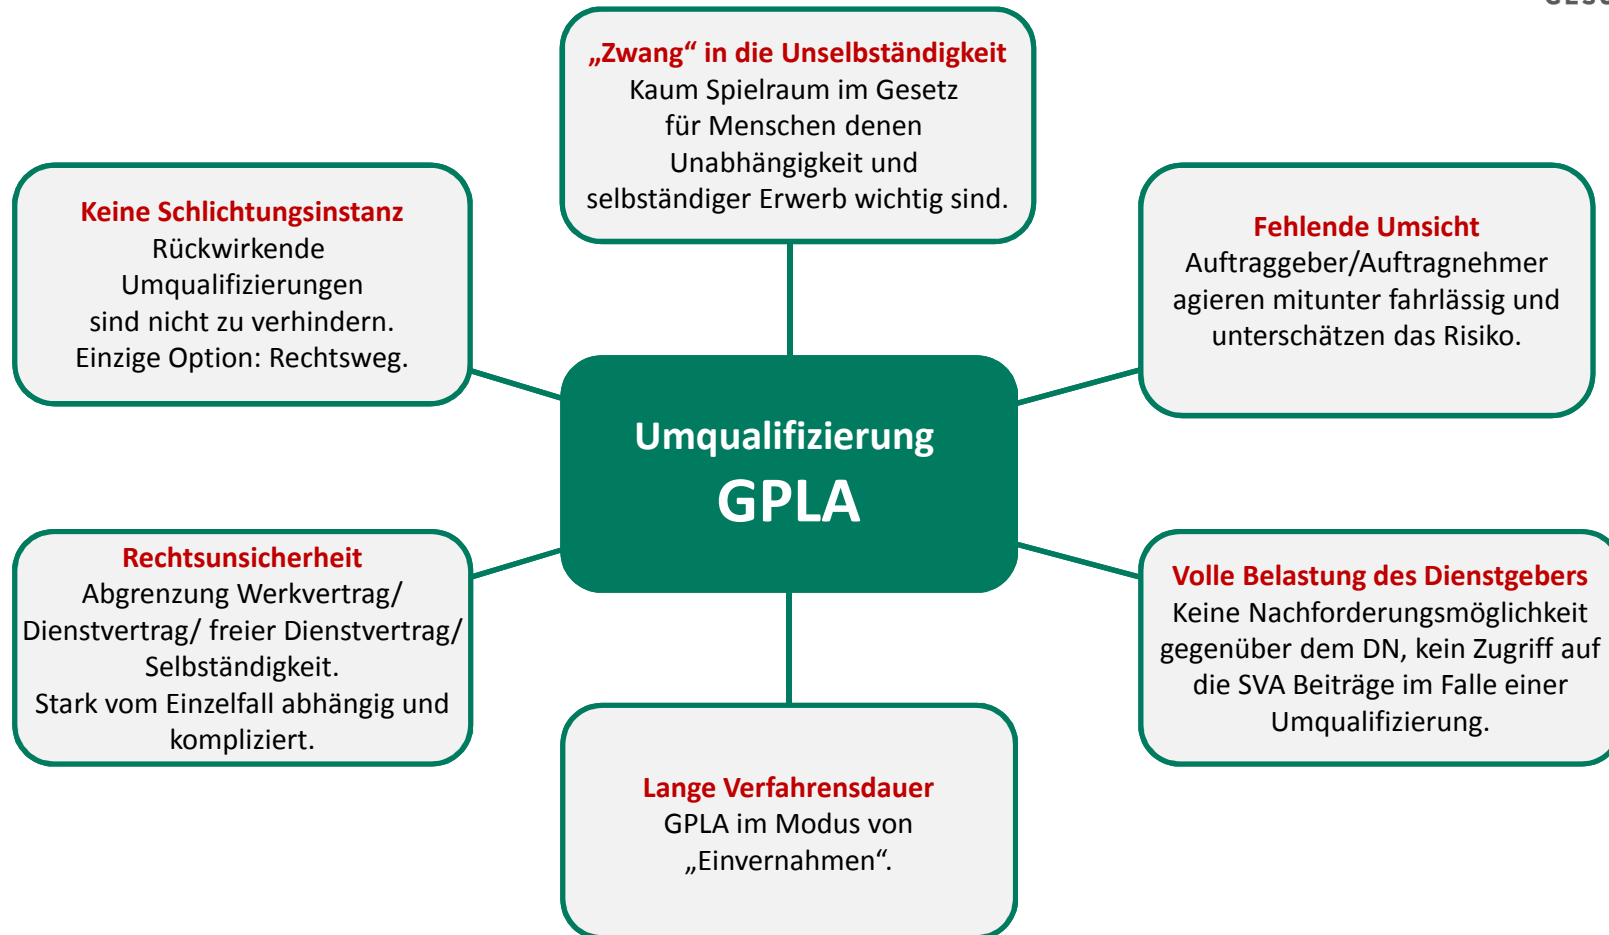 „Zwang“ in die Unselbständigkeit
Kaum Spielraum im Gesetz
für Menschen denen
Unabhängigkeit und
selbständiger Erwerb wichtig sind.
Keine Schlichtungsinstanz
Rückwirkende
Umqualifizierungen
sind nicht zu verhindern.
Einzige Option: Rechtsweg.
Fehlende Umsicht
Auftraggeber/Auftragnehmer
agieren mitunter fahrlässig und
unterschätzen das Risiko.
Umqualifizierung
GPLA
Rechtsunsicherheit
Abgrenzung Werkvertrag/
Dienstvertrag/ freier Dienstvertrag/
Selbständigkeit.
Stark vom Einzelfall abhängig und
kompliziert.
Volle Belastung des Dienstgebers
Keine Nachforderungsmöglichkeit
gegenüber dem DN, kein Zugriff auf
die SVA Beiträge im Falle einer
Umqualifizierung.
Lange Verfahrensdauer
GPLA im Modus von
„Einvernahmen“.